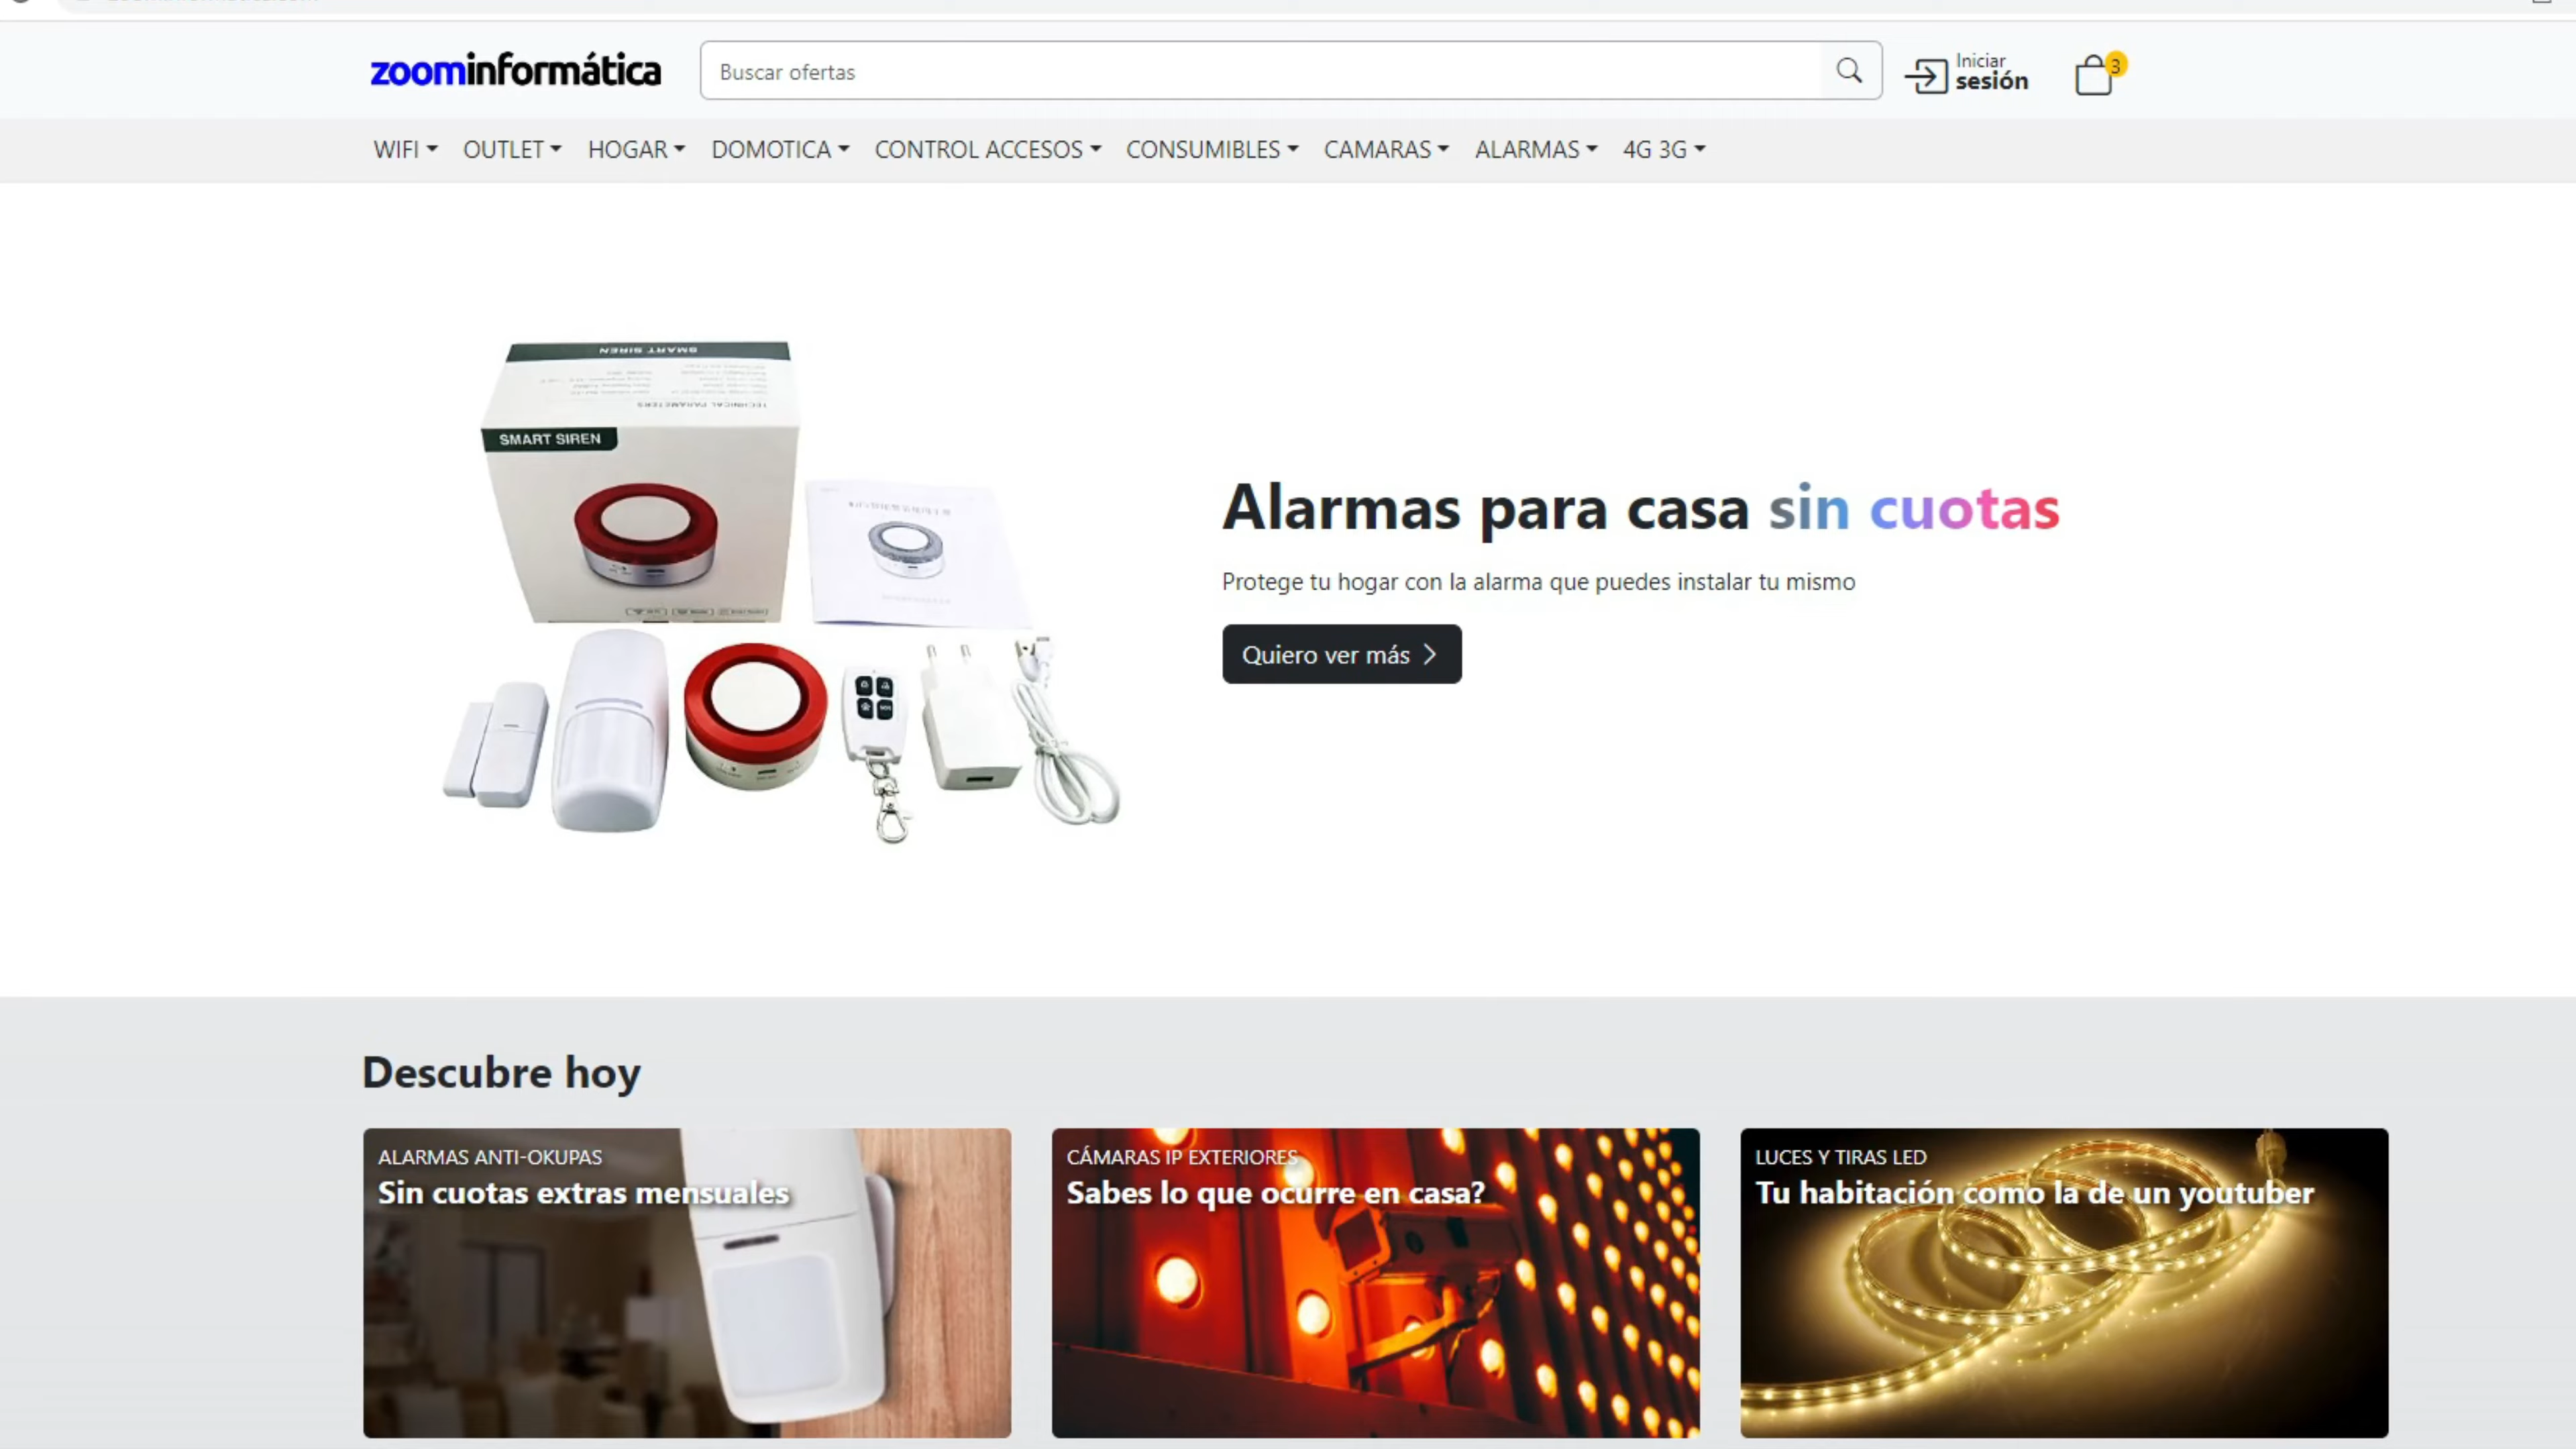 zoominformática
Buscar ofertas
Iniciar
sesión
3
WIFI OUTLET HOGAR DOMOTICA CONTROL ACCESOS CONSUMIBLES CAMARAS ALARMAS 4G 3G
SMART SIREN
TECHNICAL PARAMETERS
SMART SIREN
Alarmas para casa sin cuotas
Protege tu hogar con la alarma que puedes instalar tu mismo
Quiero ver más
Descubre hoy
ALARMAS ANTI-OKUPAS
Sin cuotas extras mensuales
CÁMARAS IP EXTERIORES
Sabes lo que ocurre en casa?
LUCES Y TIRAS LED
Tu habitación como la de un youtuber